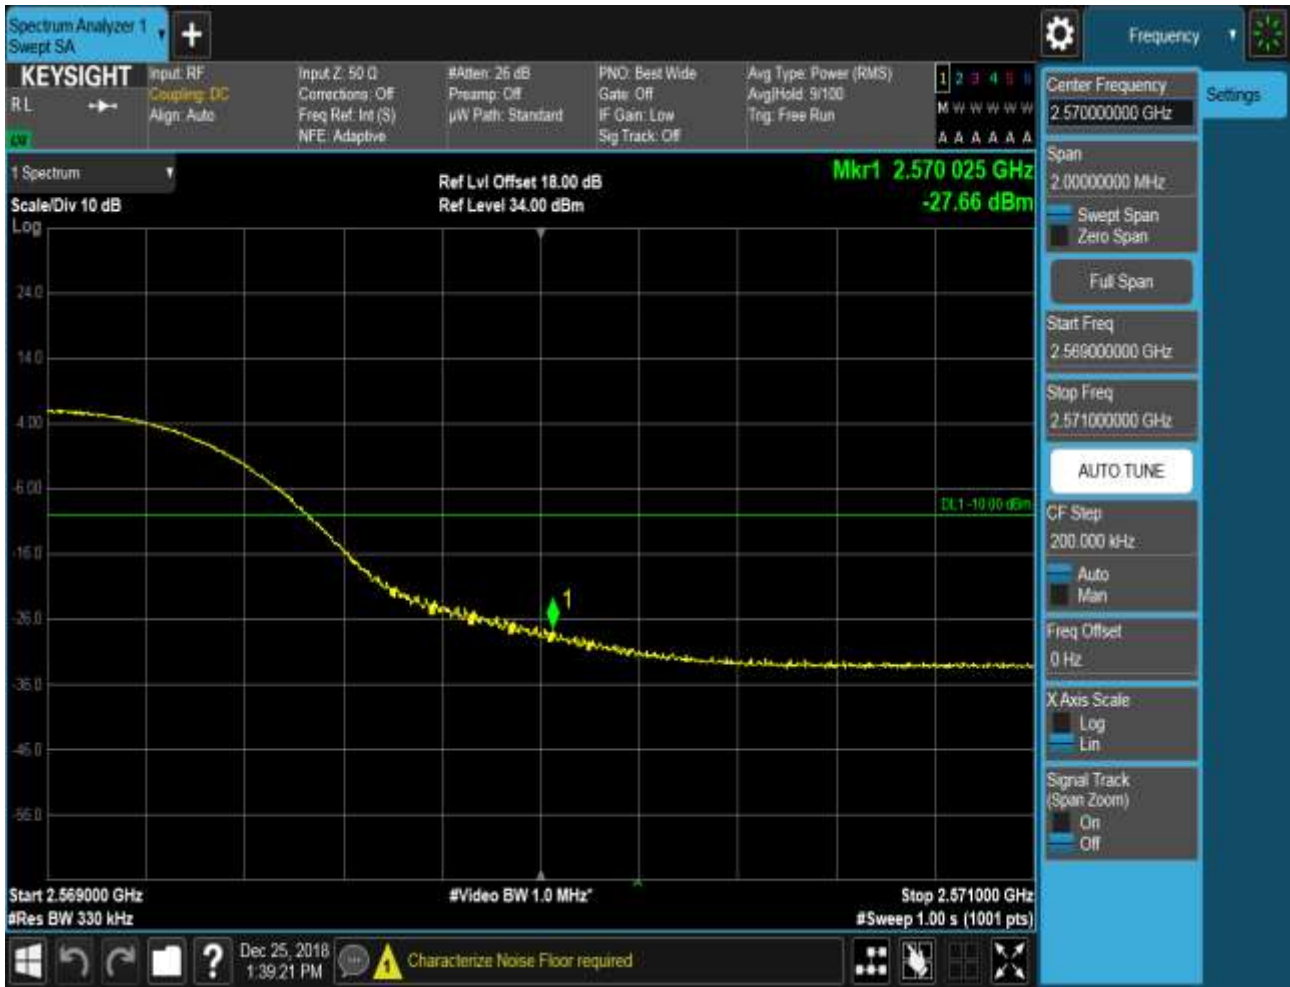 Spectrum Analyzer 1
Swept SA
+
Frequency
KEYSIGHT
RL
LXI
Input: RF
Coupling: DC
Align: Auto
Input Z: 50 Ω
Corrections: Off
Freq Ref: Int (S)
NFE: Adaptive
#Atten: 26 dB
Preamp: Off
µW Path: Standard
PNO: Best Wide
Gate: Off
IF Gain: Low
Sig Track: Off
Avg Type: Power (RMS)
Avg|Hold: 9/100
Trig: Free Run
1 2 3 4 5 6
M W W W W W
A A A A A A
1 Spectrum
Scale/Div 10 dB
Log
Ref Lvl Offset 18.00 dB
Ref Level 34.00 dBm
Mkr1 2.570 025 GHz
-27.66 dBm
24.0
14.0
4.00
-6.00
-16.0
-26.0
-36.0
-46.0
-56.0
DL1 -10.00 dBm
1
Start 2.569000 GHz
#Res BW 330 kHz
#Video BW 1.0 MHz*
Stop 2.571000 GHz
#Sweep 1.00 s (1001 pts)
Center Frequency
2.570000000 GHz
Settings
Span
2.00000000 MHz
Swept Span
Zero Span
Full Span
Start Freq
2.569000000 GHz
Stop Freq
2.571000000 GHz
AUTO TUNE
CF Step
200.000 kHz
Auto
Man
Freq Offset
0 Hz
X Axis Scale
Log
Lin
Signal Track
(Span Zoom)
On
Off
?
Dec 25, 2018
1:39:21 PM
1
Characterize Noise Floor required